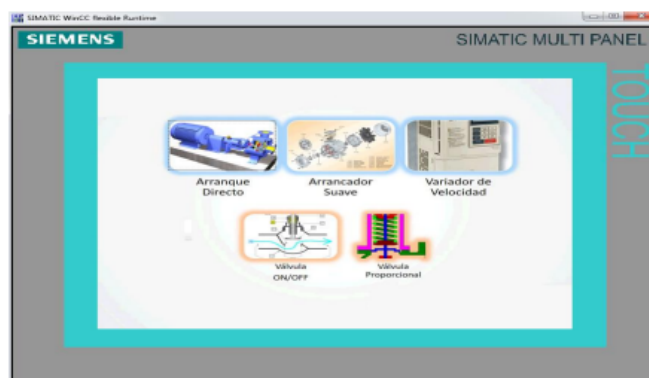 SIMATIC WinCC flexible Runtime
SIEMENS
SIMATIC MULTI PANEL
TOUCH
Arranque
Directo
Arrancador
Suave
Variador de
Velocidad
Válvula
ON/OFF
Válvula
Proporcional